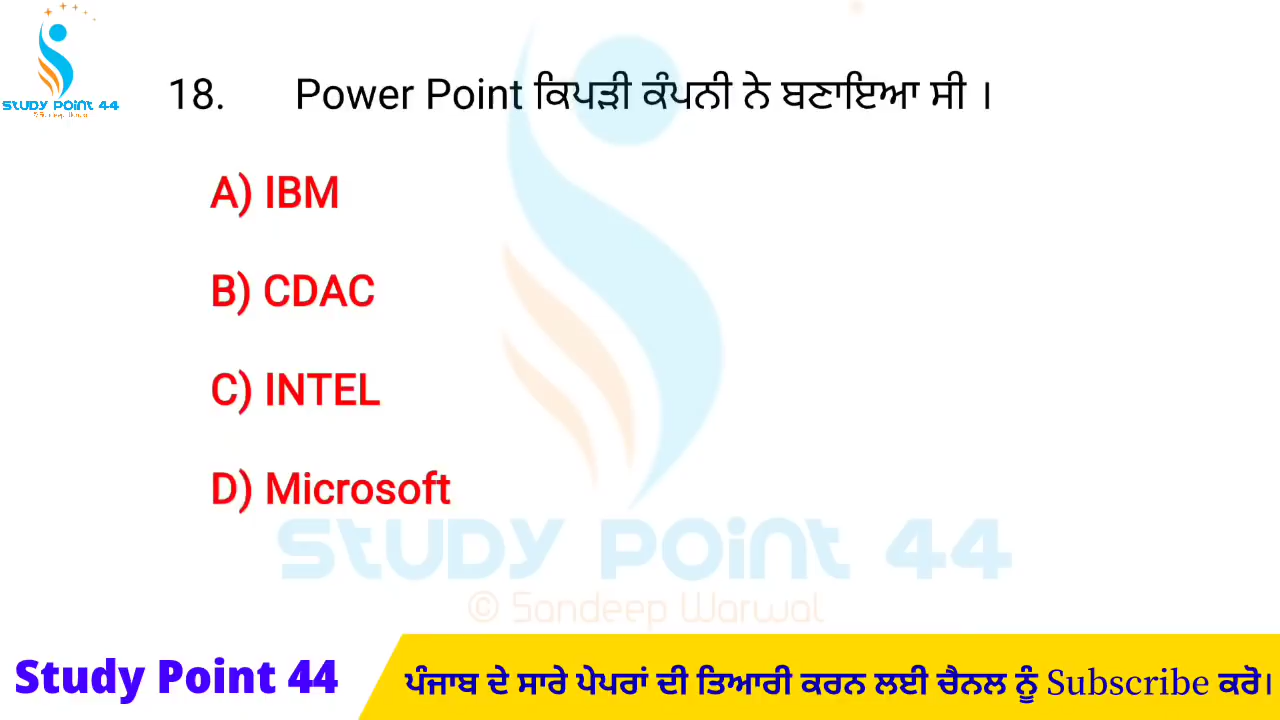 STUDY POINT 44
18. Power Point ਕਿਪੜੀ ਕੰਪਨੀ ਨੇ ਬਣਾਇਆ ਸੀ ।
A) IBM
B) CDAC
C) INTEL
D) Microsoft
STUDY POINT 44
© Sandeep Warwal
Study Point 44
ਪੰਜਾਬ ਦੇ ਸਾਰੇ ਪੇਪਰਾਂ ਦੀ ਤਿਆਰੀ ਕਰਨ ਲਈ ਚੈਨਲ ਨੂੰ Subscribe ਕਰੋ।